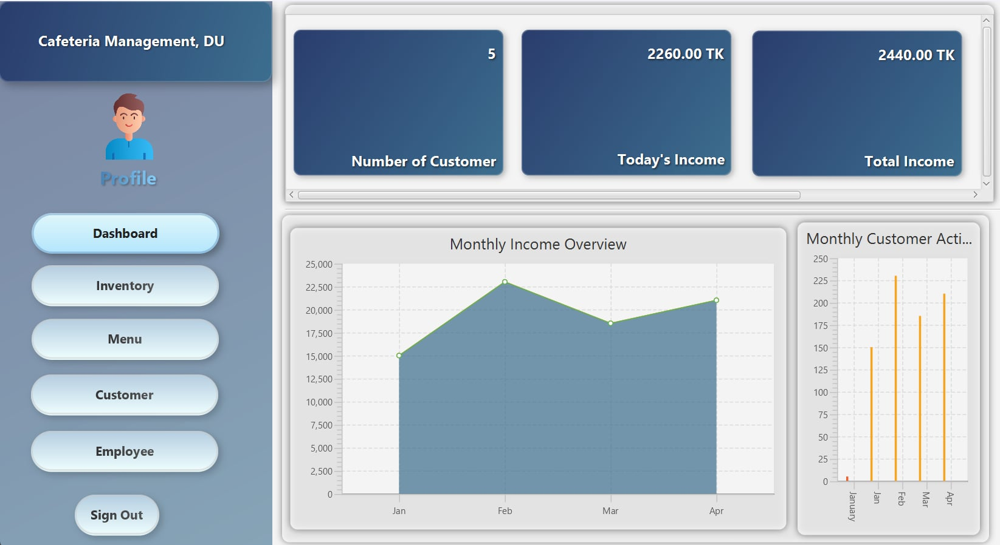 Cafeteria Management, DU
Profile
Dashboard
Inventory
Menu
Customer
Employee
Sign Out
5
Number of Customer
2260.00 TK
Today's Income
2440.00 TK
Total Income
Monthly Income Overview
25,000
22,500
20,000
17,500
15,000
12,500
10,000
7,500
5,000
2,500
0
Jan Feb Mar Apr
Monthly Customer Acti...
250
225
200
175
150
125
100
75
50
25
0
January Jan Feb Mar Apr